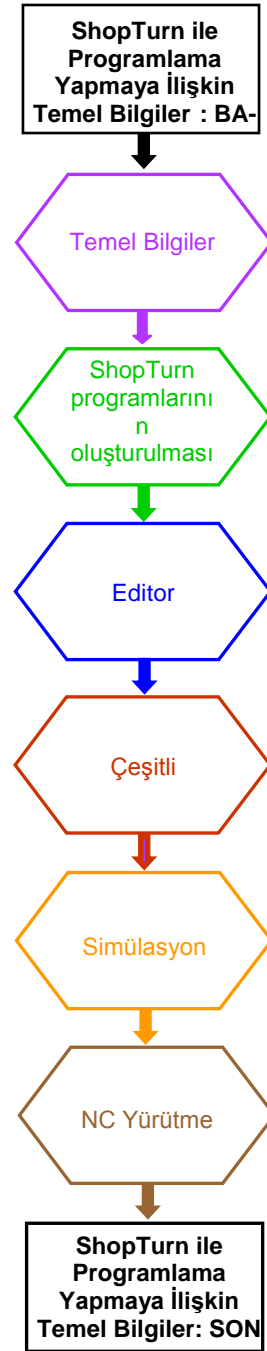 ShopTurn ile
Programlama
Yapmaya İlişkin
Temel Bilgiler : BA-
Temel Bilgiler
ShopTurn
programlarını
n
oluşturulması
Editor
Çeşitli
Simülasyon
NC Yürütme
ShopTurn ile
Programlama
Yapmaya İlişkin
Temel Bilgiler: SON